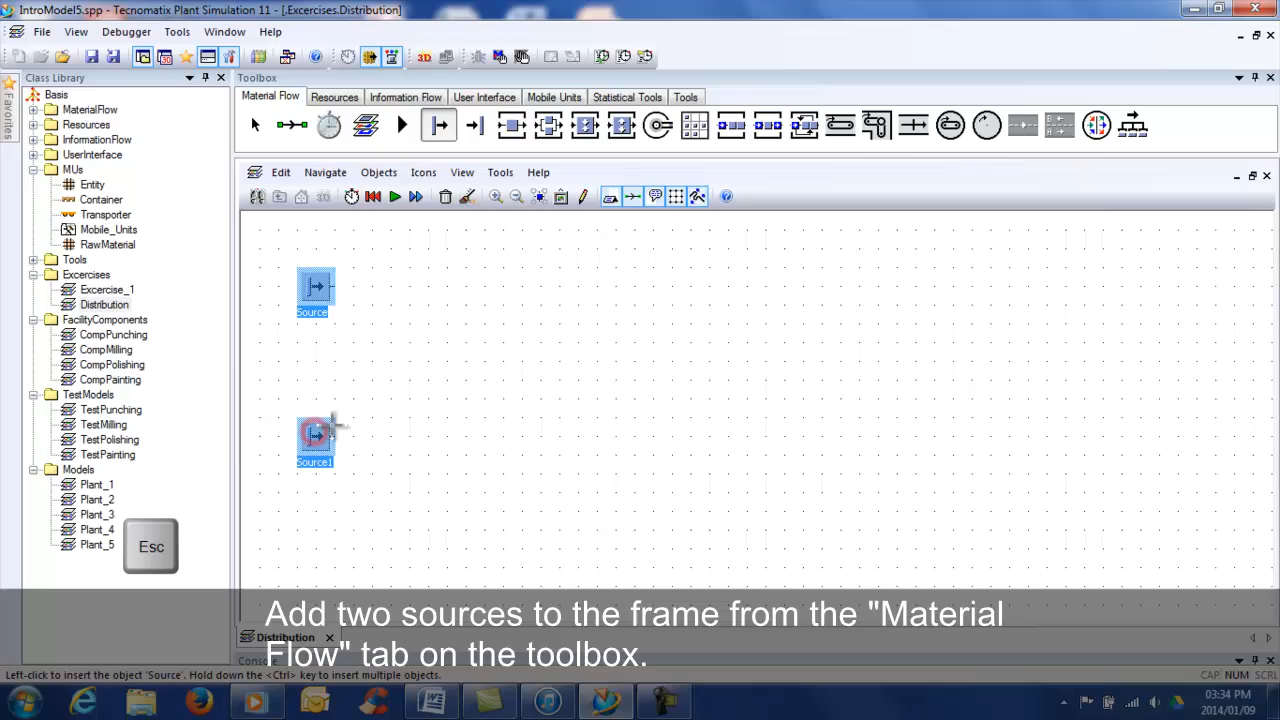 IntroModel5.spp - Tecnomatix Plant Simulation 11 - [.Excercises.Distribution]
File View Debugger Tools Window Help
3D
Class Library
Toolbox
Favorites
Basis
MaterialFlow
Resources
InformationFlow
UserInterface
MUs
Entity
Container
Transporter
Mobile_Units
RawMaterial
Tools
Excercises
Excercise_1
Distribution
FacilityComponents
CompPunching
CompMilling
CompPolishing
CompPainting
TestModels
TestPunching
TestMilling
TestPolishing
TestPainting
Models
Plant_1
Plant_2
Plant_3
Plant_4
Plant_5
Material Flow Resources Information Flow User Interface Mobile Units Statistical Tools Tools
Edit Navigate Objects Icons View Tools Help
Source
Source1
Esc
Add two sources to the frame from the "Material
Flow" tab on the toolbox.
Distribution
Console
Left-click to insert the object 'Source'. Hold down the <Ctrl> key to insert multiple objects.
CAP NUM SCRL
03:34 PM
2014/01/09